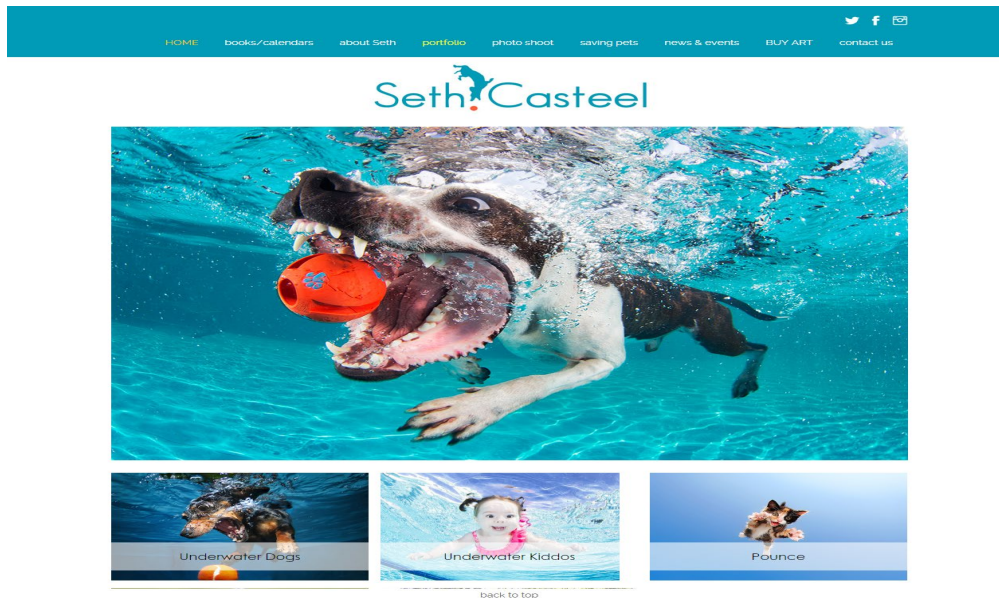 HOME books/calendars about Seth portfolio photo shoot saving pets news & events BUY ART contact us
Seth Casteel
Underwater Dogs Underwater Kiddos Pounce
back to top